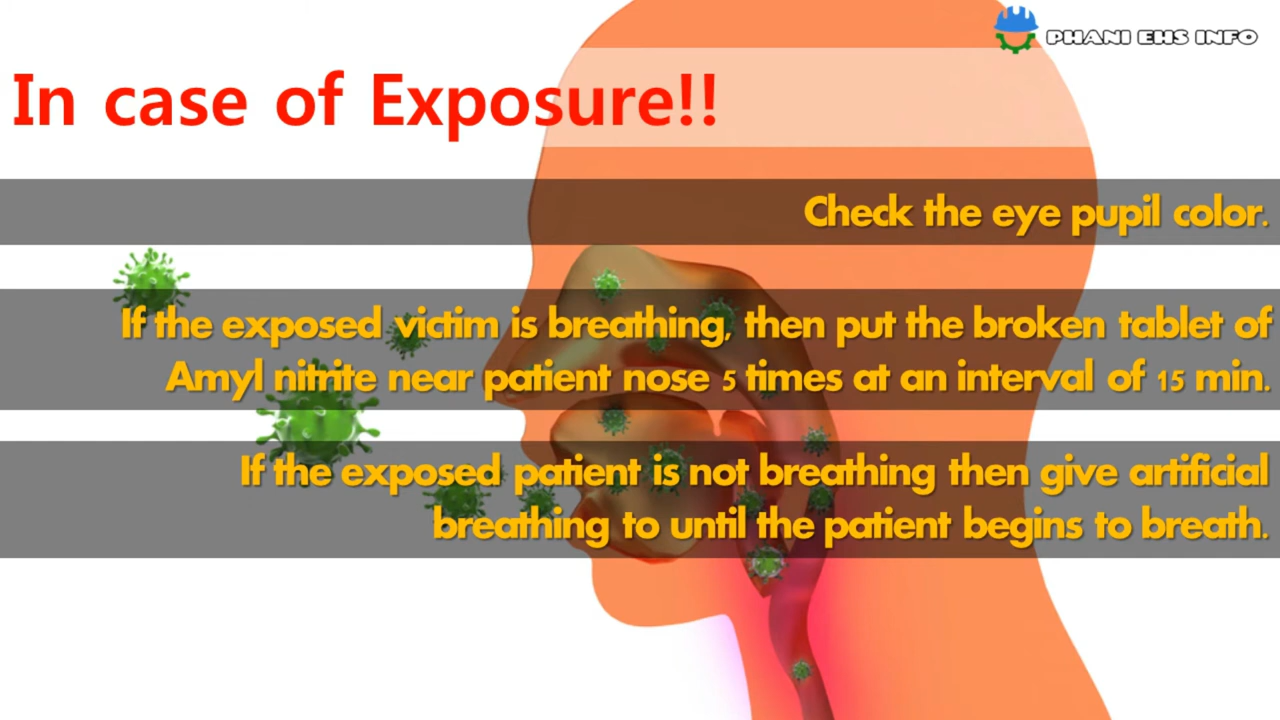 PHANI EHS INFO
In case of Exposure!!
Check the eye pupil color.
If the exposed victim is breathing, then put the broken tablet of
Amyl nitrite near patient nose 5 times at an interval of 15 min.
If the exposed patient is not breathing then give artificial
breathing to until the patient begins to breath.